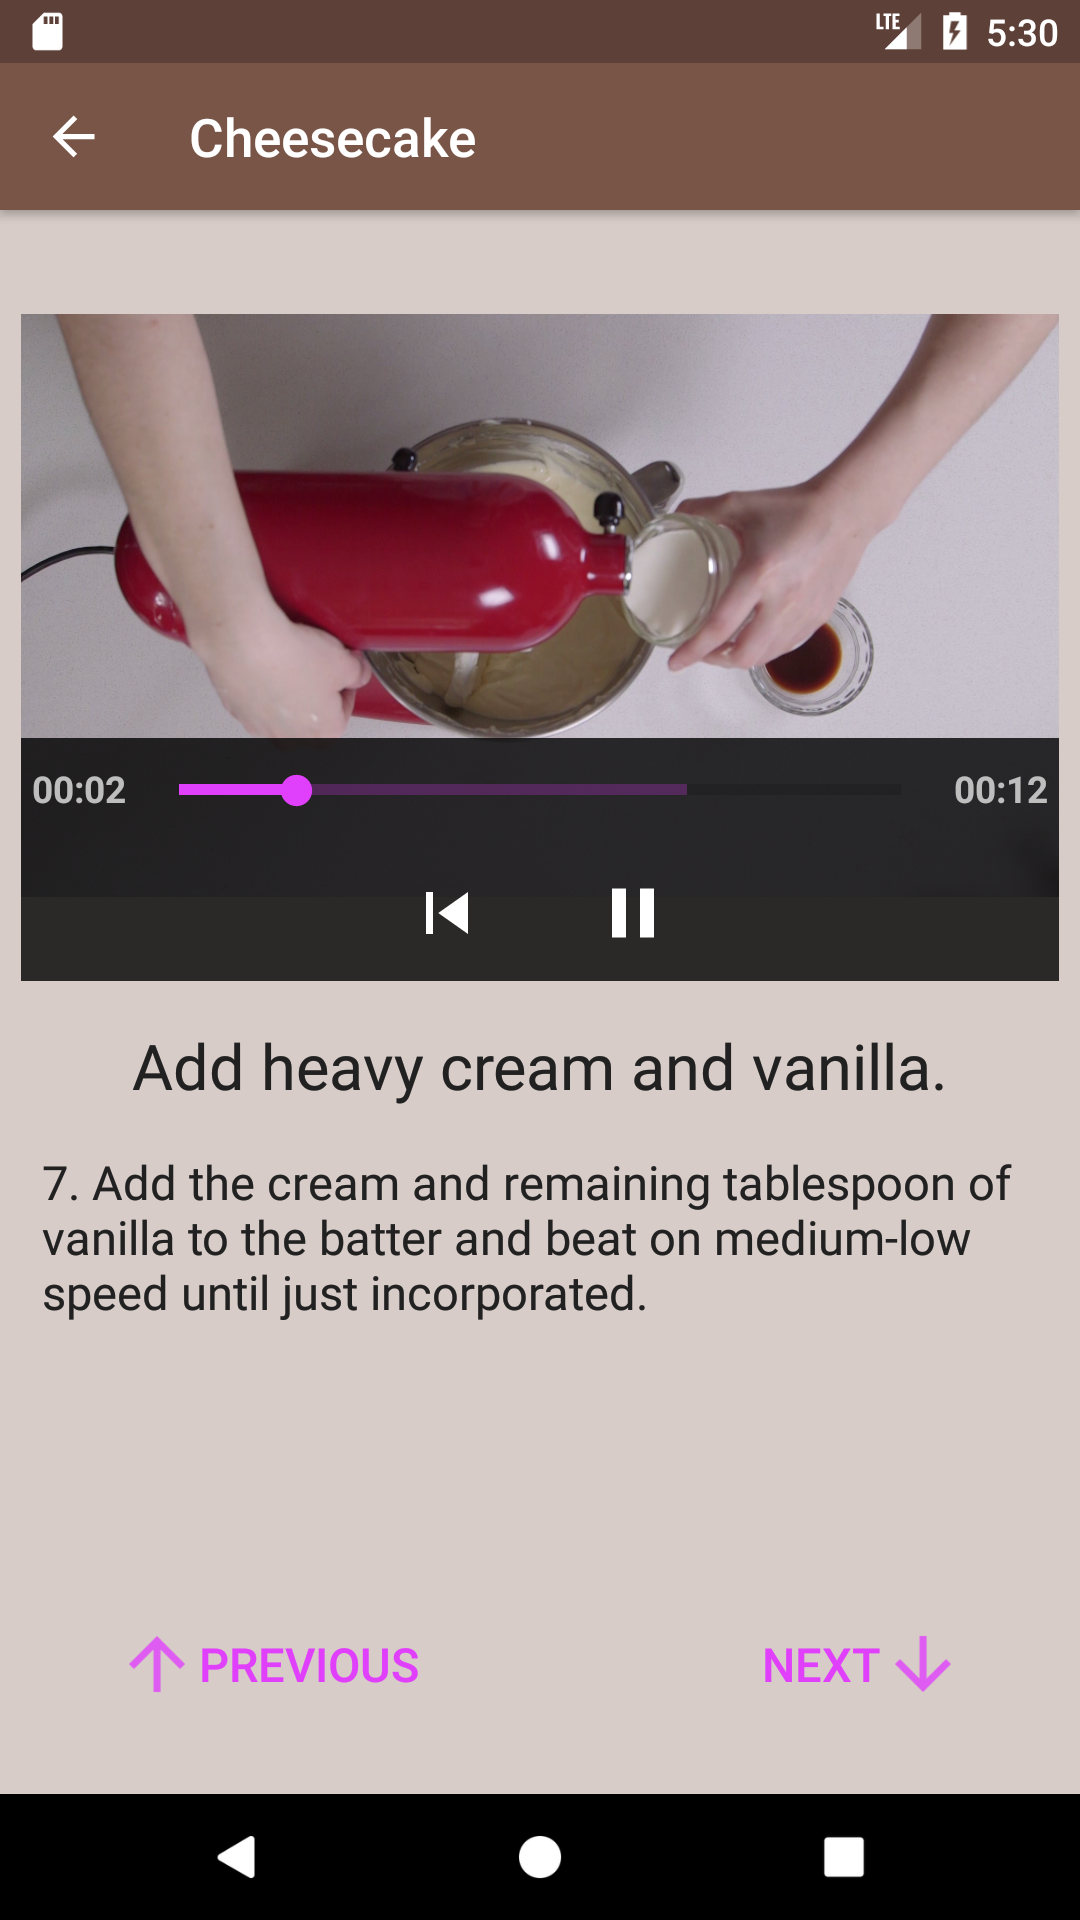 LTE 5:30
Cheesecake
00:02 00:12
Add heavy cream and vanilla.
7. Add the cream and remaining tablespoon of
vanilla to the batter and beat on medium-low
speed until just incorporated.
PREVIOUS NEXT